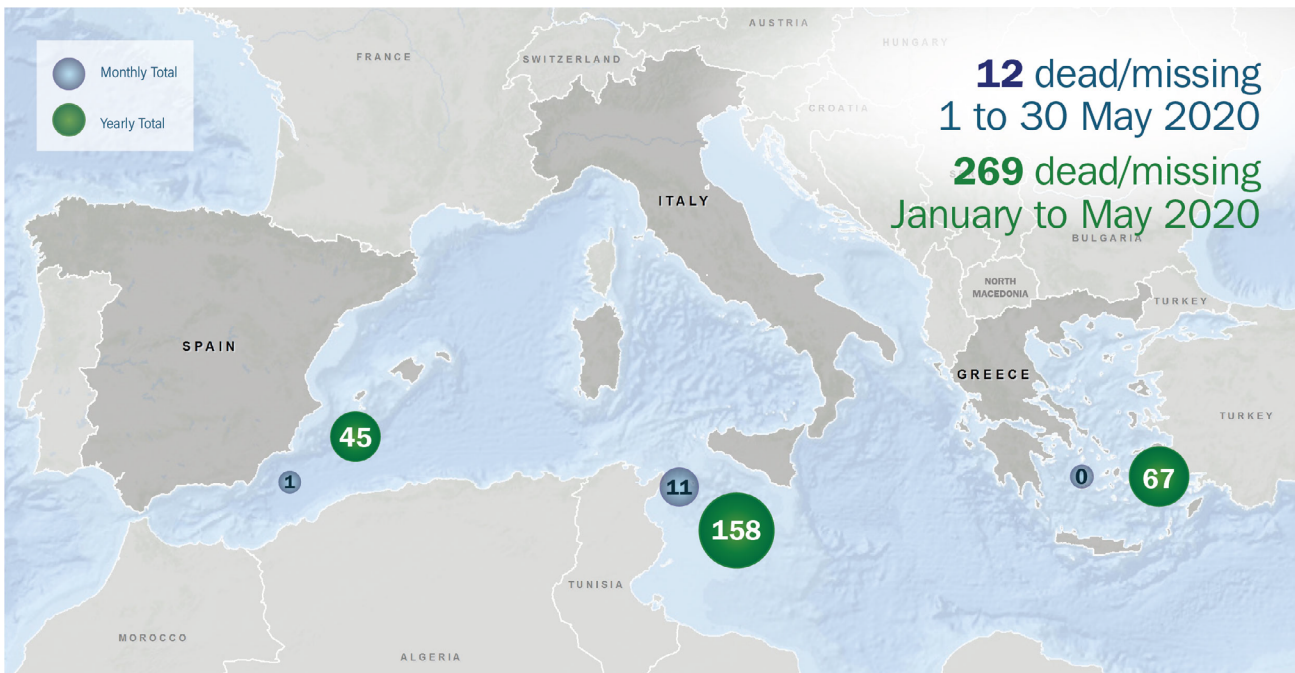 AUSTRIA
HUNGARY
FRANCE
SWITZERLAND
Monthly Total
Yearly Total
12 dead/missing
1 to 30 May 2020
CROATIA
269 dead/missing
January to May 2020
ITALY
BULGARIA
NORTH
MACEDONIA
TURKEY
SPAIN
GREECE
TURKEY
45
1
11
158
0
67
TUNISIA
MOROCCO
ALGERIA